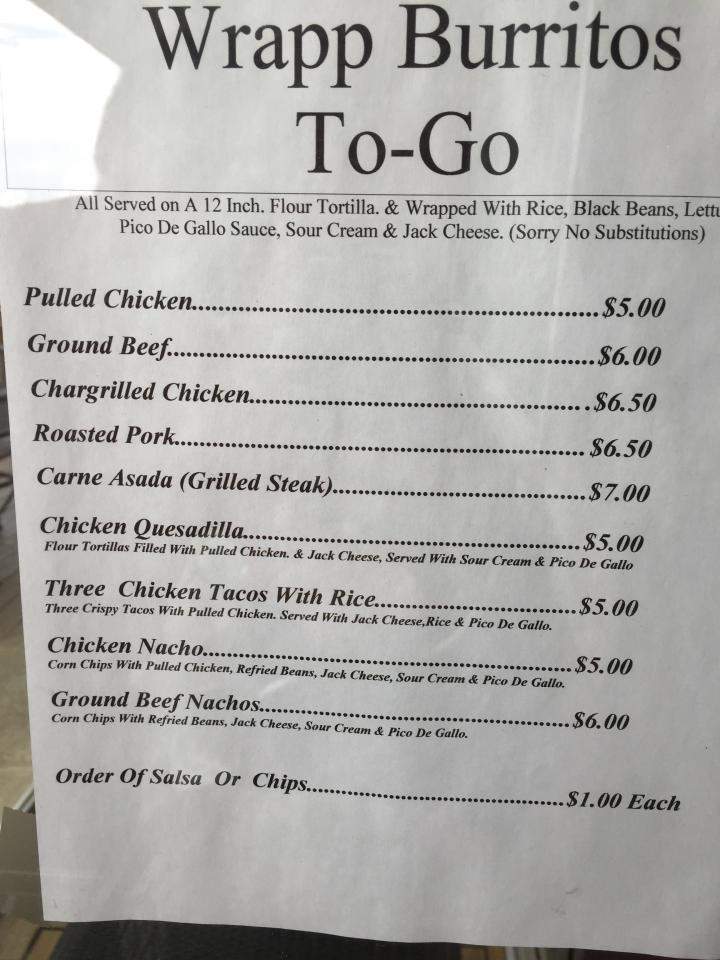 Wrapp Burritos
To-Go
All Served on A 12 Inch. Flour Tortilla. & Wrapped With Rice, Black Beans,
Pico De Gallo Sauce, Sour Cream & Jack Cheese. (Sorry No Substitutions)
Pulled Chicken..........$5.00
Ground Beef..........$6.00
Chargrilled Chicken..........$6.50
Roasted Pork..........$6.50
Carne Asada (Grilled Steak)..........$7.00
Chicken Quesadilla..........$5.00
Flour Tortillas Filled With Pulled Chicken. & Jack Cheese, Served With Sour Cream & Pico De Gallo
Three Chicken Tacos With Rice..........$5.00
Three Crispy Tacos With Pulled Chicken. Served With Jack Cheese,Rice & Pico De Gallo.
Chicken Nacho..........$5.00
Corn Chips With Pulled Chicken, Refried Beans, Jack Cheese, Sour Cream & Pico De Gallo.
Ground Beef Nachos..........$6.00
Corn Chips With Refried Beans, Jack Cheese, Sour Cream & Pico De Gallo.
Order Of Salsa Or Chips..........$1.00 Each